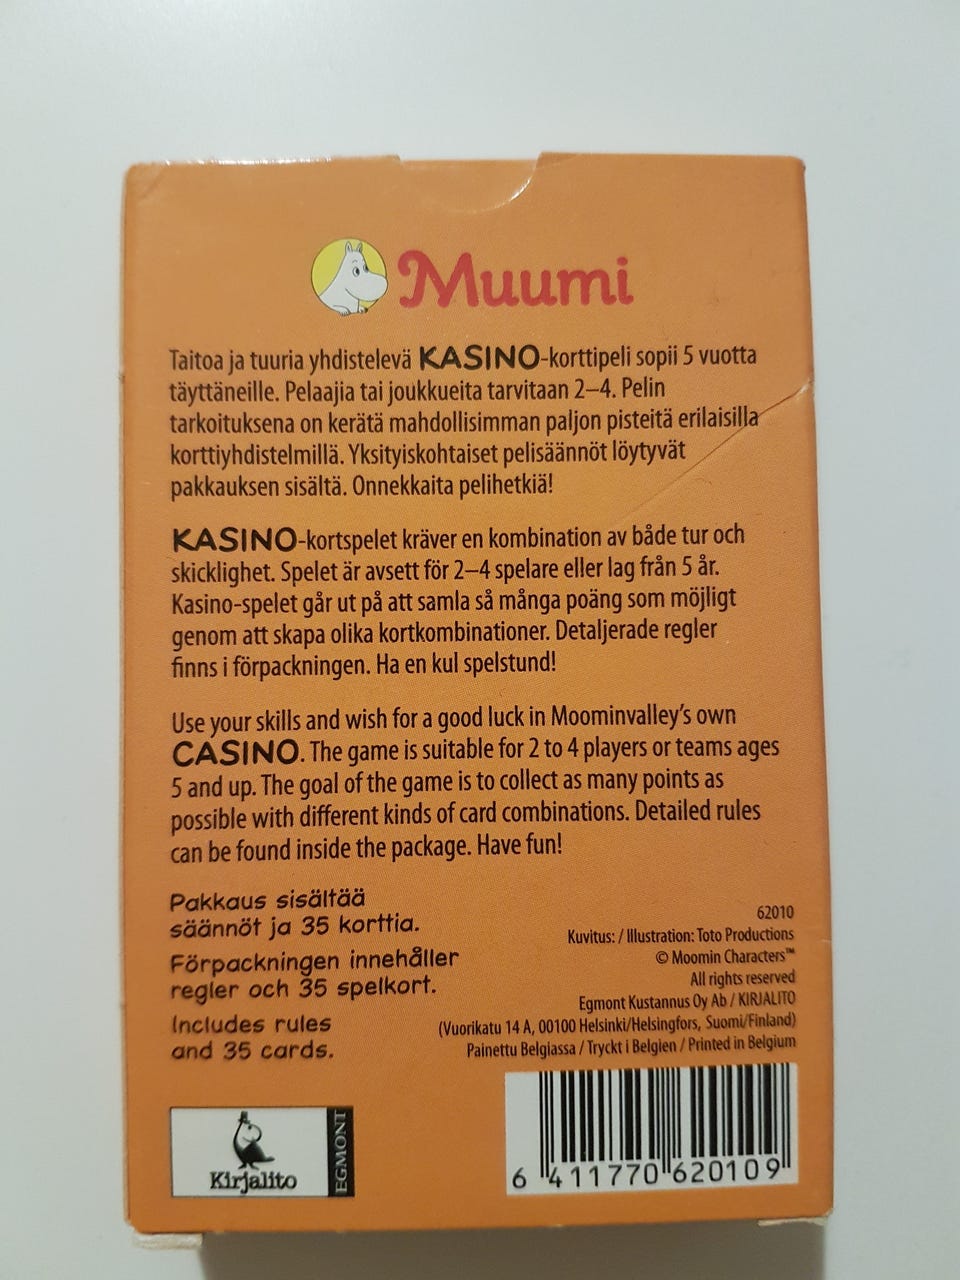 Muumi
Taitoa ja tuuria yhdistelevä KASINO-korttipeli sopii 5 vuotta
täyttäneille. Pelaajia tai joukkueita tarvitaan 2–4. Pelin
tarkoituksena on kerätä mahdollisimman paljon pisteitä erilaisilla
korttiyhdistelmillä. Yksityiskohtaiset pelisäännöt löytyvät
pakkauksen sisältä. Onnekkaita pelihetkiä!
KASINO-kortspelet kräver en kombination av både tur och
skicklighet. Spelet är avsett för 2–4 spelare eller lag från 5 år.
Kasino-spelet går ut på att samla så många poäng som möjligt
genom att skapa olika kortkombinationer. Detaljerade regler
finns i förpackningen. Ha en kul spelstund!
Use your skills and wish for a good luck in Moominvalley's own
CASINO. The game is suitable for 2 to 4 players or teams ages
5 and up. The goal of the game is to collect as many points as
possible with different kinds of card combinations. Detailed rules
can be found inside the package. Have fun!
Pakkaus sisältää
säännöt ja 35 korttia.
Förpackningen innehåller
regler och 35 spelkort.
Includes rules
and 35 cards.
62010
Kuvitus: / Illustration: Toto Productions
© Moomin Characters™
All rights reserved
Egmont Kustannus Oy Ab / KIRJALITO
(Vuorikatu 14 A, 00100 Helsinki/Helsingfors, Suomi/Finland)
Painettu Belgiassa / Tryckt i Belgien / Printed in Belgium
Kirjalito
EGMONT
6 411770 620109